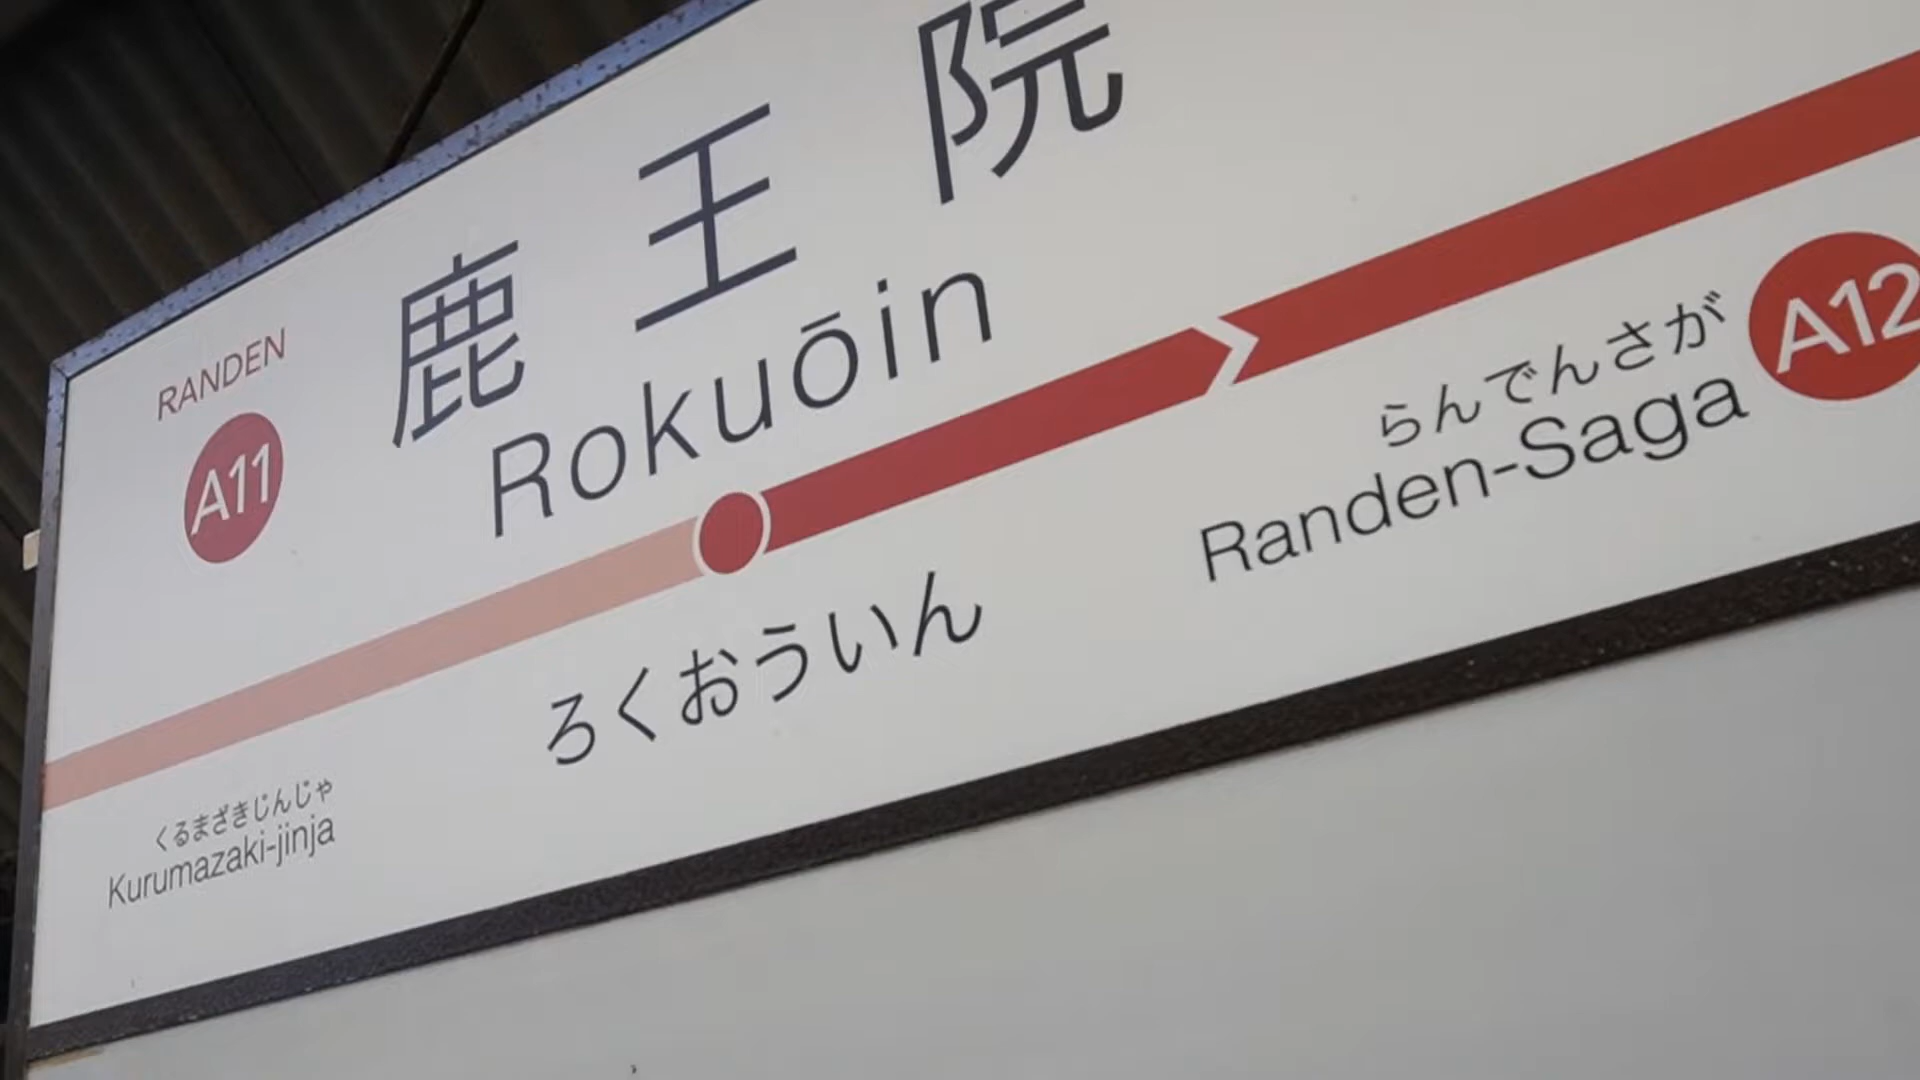 RANDEN
A11
鹿王院
Rokuōin
ろくおういん
くるまざきじんじゃ
Kurumazaki-jinja
らんでんさが
Randen-Saga
A12